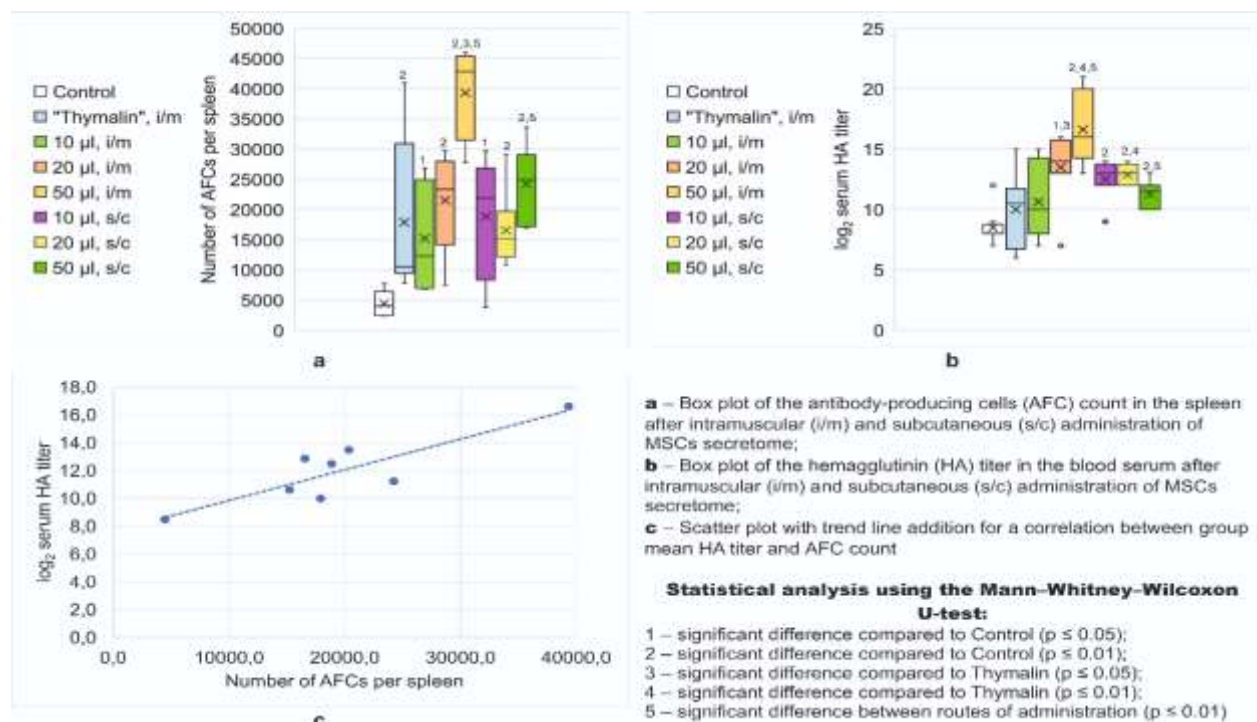 50000
45000
40000
35000
30000
25000
20000
15000
10000
5000
0
Number of AFCs per spleen
Control
"Thymalin", i/m
10 µl, i/m
20 µl, i/m
50 µl, i/m
10 µl, s/c
20 µl, s/c
50 µl, s/c
2
1
2
2,3,5
1
2
2,5
a
25
20
15
10
5
0
log₂ serum HA titer
Control
"Thymalin", i/m
10 µl, i/m
20 µl, i/m
50 µl, i/m
10 µl, s/c
20 µl, s/c
50 µl, s/c
1,3
2,4,5
2
2,4
2,5
b
18,0
16,0
14,0
12,0
10,0
8,0
6,0
4,0
2,0
0,0
log₂ serum HA titer
0,0 10000,0 20000,0 30000,0 40000,0
Number of AFCs per spleen
c
a – Box plot of the antibody-producing cells (AFC) count in the spleen
after intramuscular (i/m) and subcutaneous (s/c) administration of
MSCs secretome;
b – Box plot of the hemagglutinin (HA) titer in the blood serum after
intramuscular (i/m) and subcutaneous (s/c) administration of MSCs
secretome;
c – Scatter plot with trend line addition for a correlation between group
mean HA titer and AFC count
Statistical analysis using the Mann–Whitney–Wilcoxon
U-test:
1 – significant difference compared to Control (p ≤ 0.05);
2 – significant difference compared to Control (p ≤ 0.01);
3 – significant difference compared to Thymalin (p ≤ 0.05);
4 – significant difference compared to Thymalin (p ≤ 0.01);
5 – significant difference between routes of administration (p ≤ 0.01)